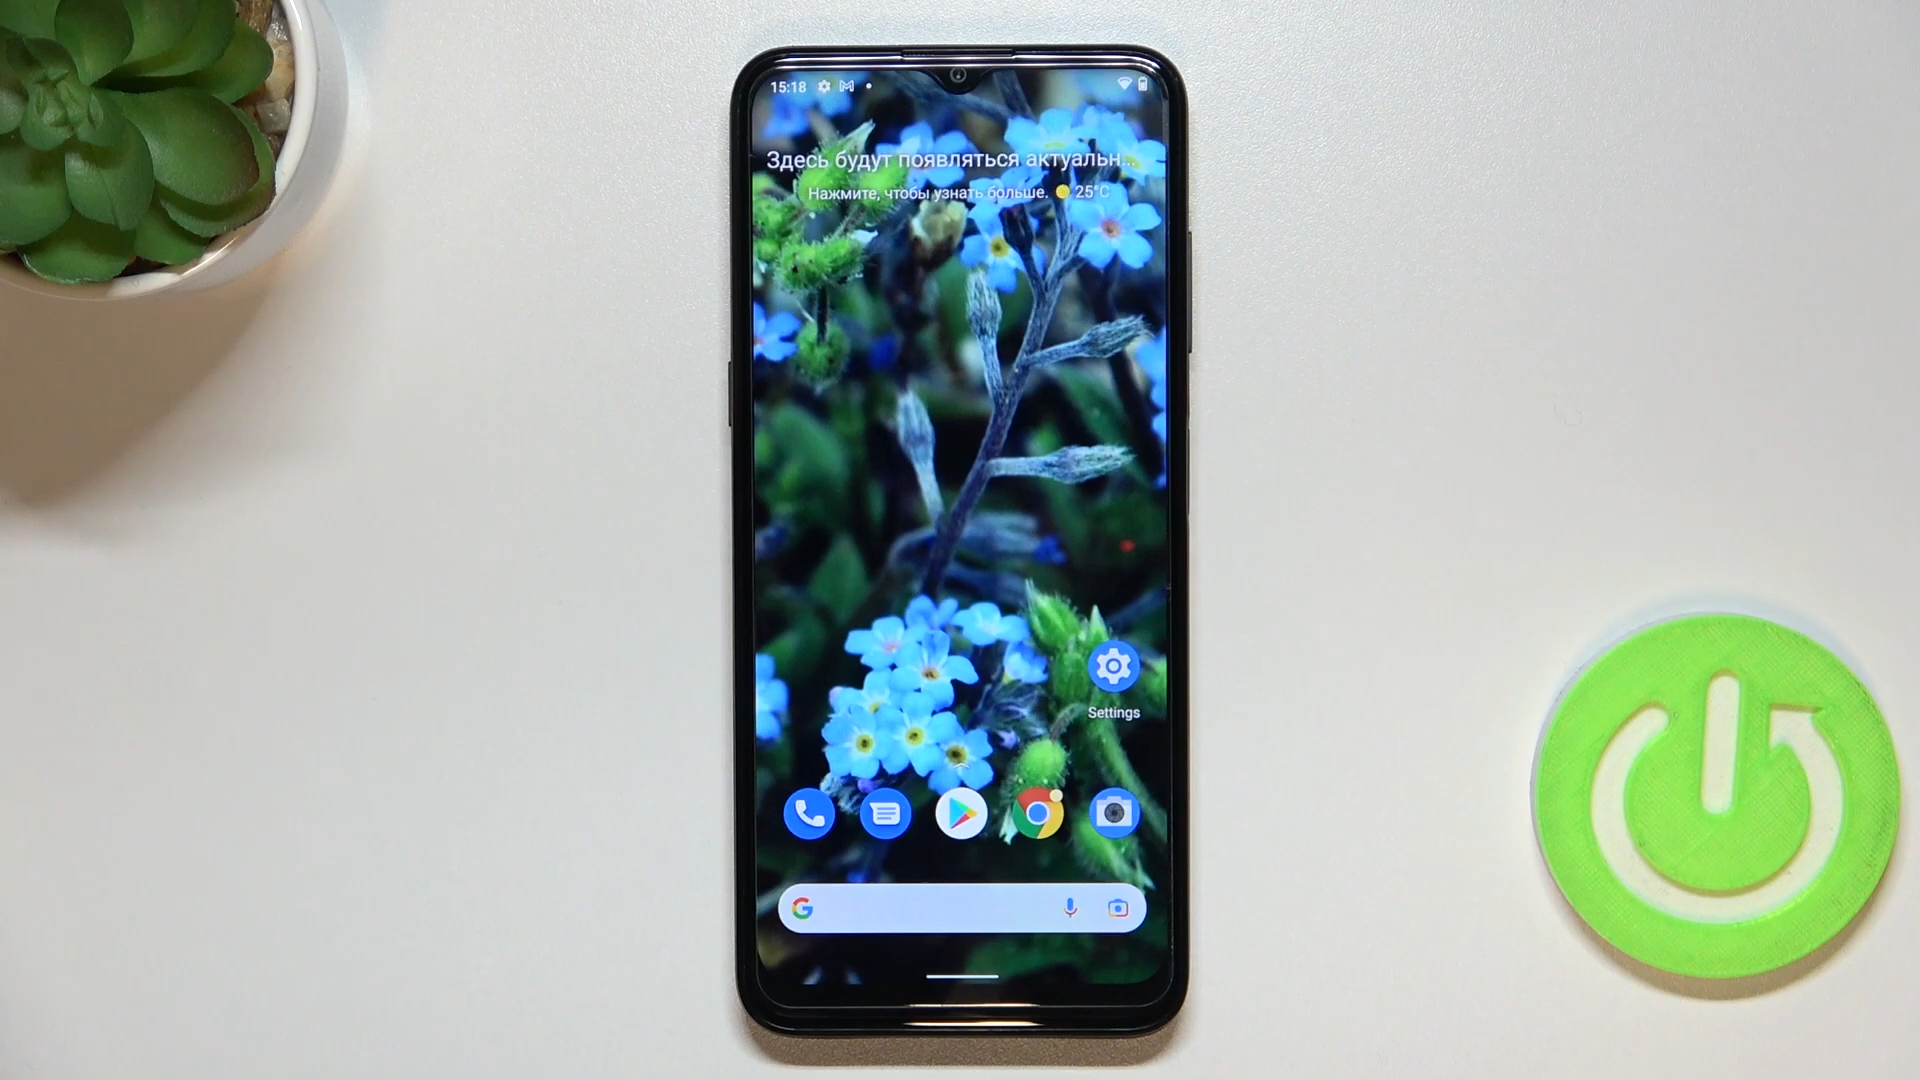 15:18
Здесь будут появляться актуальн...
Нажмите, чтобы узнать больше. 25°C
Settings